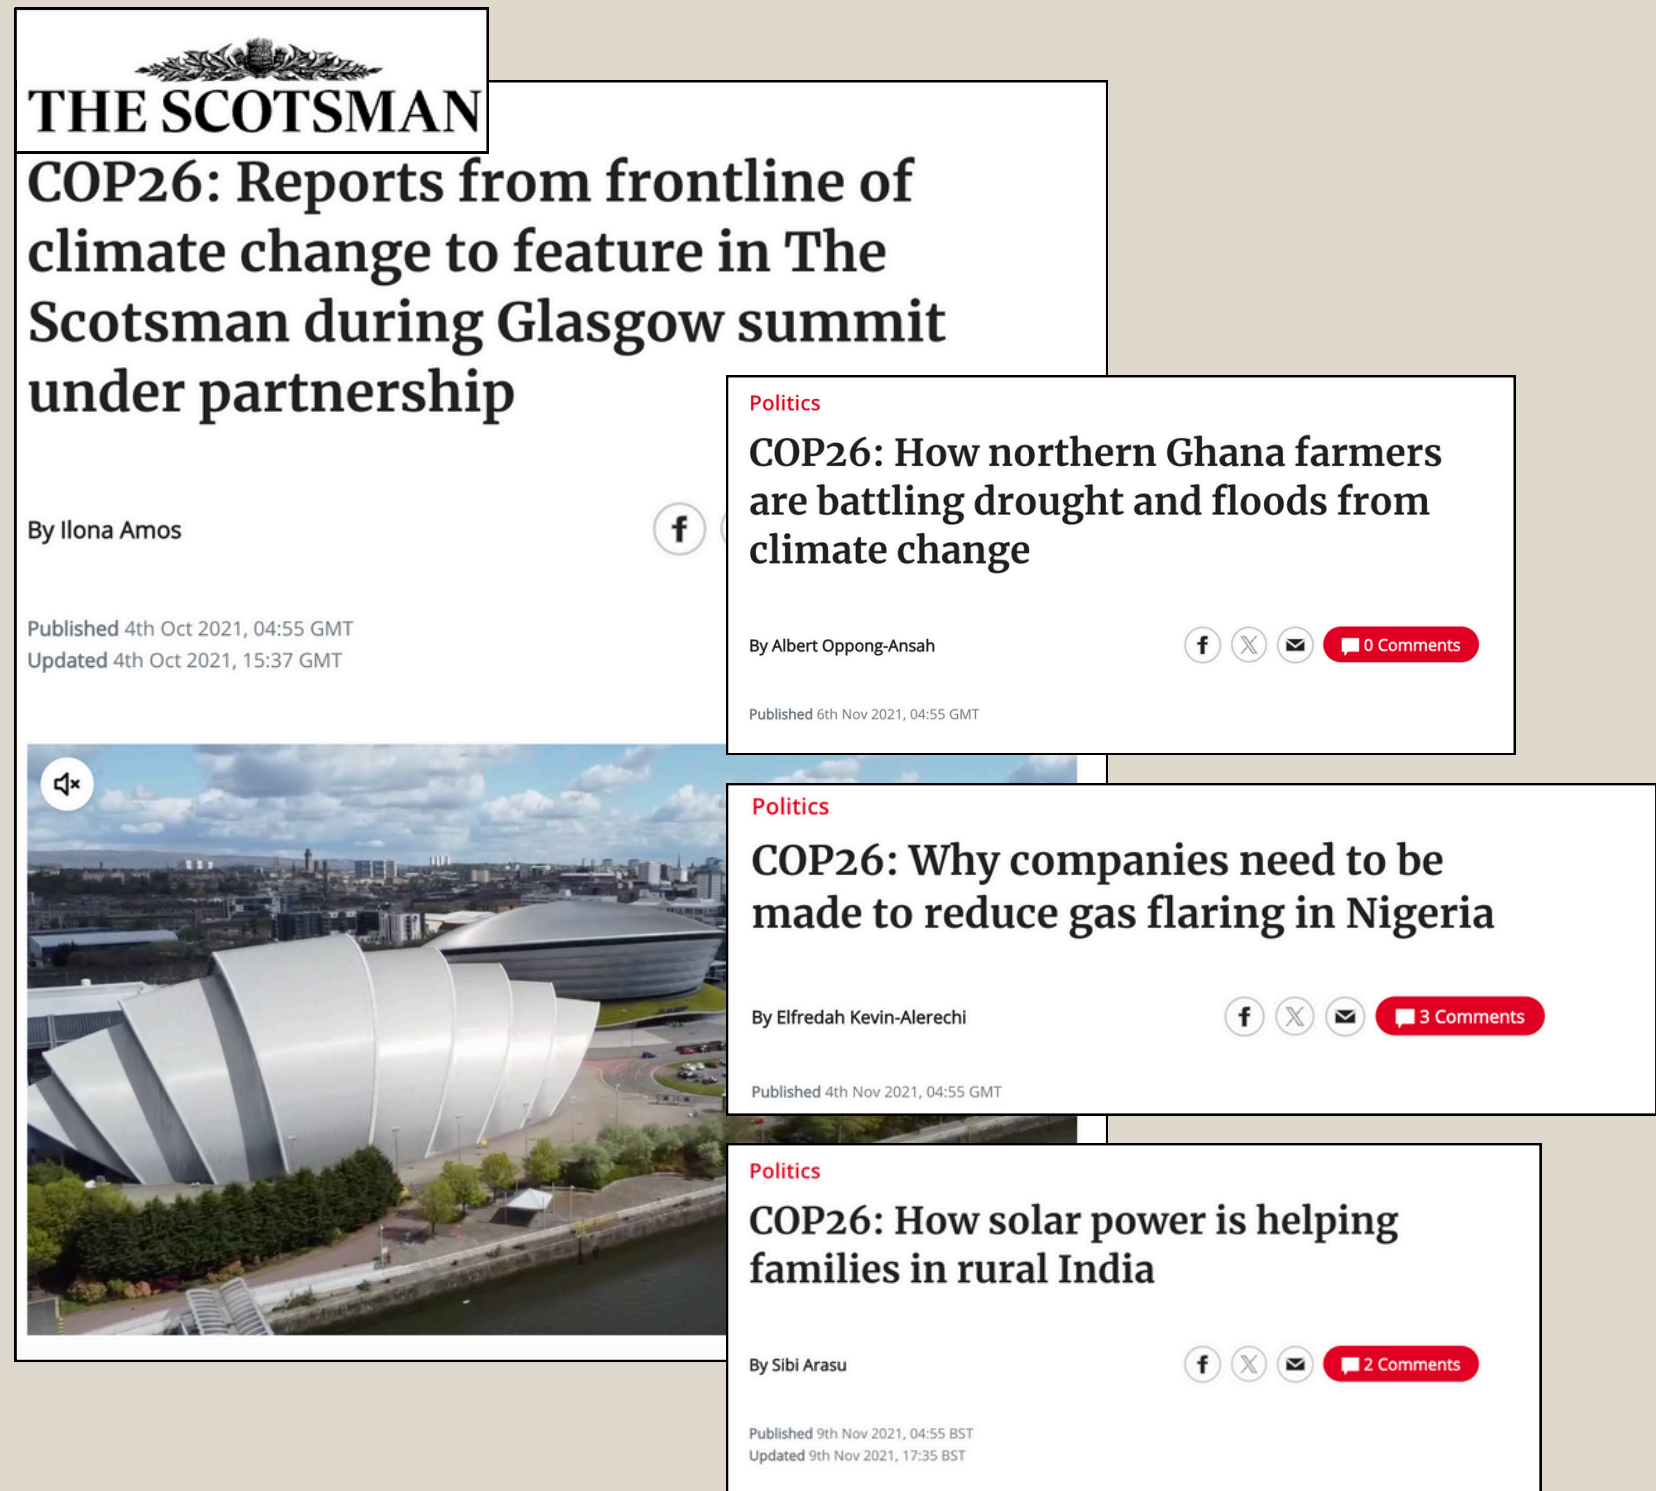 THE SCOTSMAN
COP26: Reports from frontline of
climate change to feature in The
Scotsman during Glasgow summit
under partnership
By Ilona Amos
Published 4th Oct 2021, 04:55 GMT
Updated 4th Oct 2021, 15:37 GMT
Politics
COP26: How northern Ghana farmers
are battling drought and floods from
climate change
By Albert Oppong-Ansah
0 Comments
Published 6th Nov 2021, 04:55 GMT
Politics
COP26: Why companies need to be
made to reduce gas flaring in Nigeria
By Elfredah Kevin-Alerechi
3 Comments
Published 4th Nov 2021, 04:55 GMT
Politics
COP26: How solar power is helping
families in rural India
By Sibi Arasu
2 Comments
Published 9th Nov 2021, 04:55 BST
Updated 9th Nov 2021, 17:35 BST